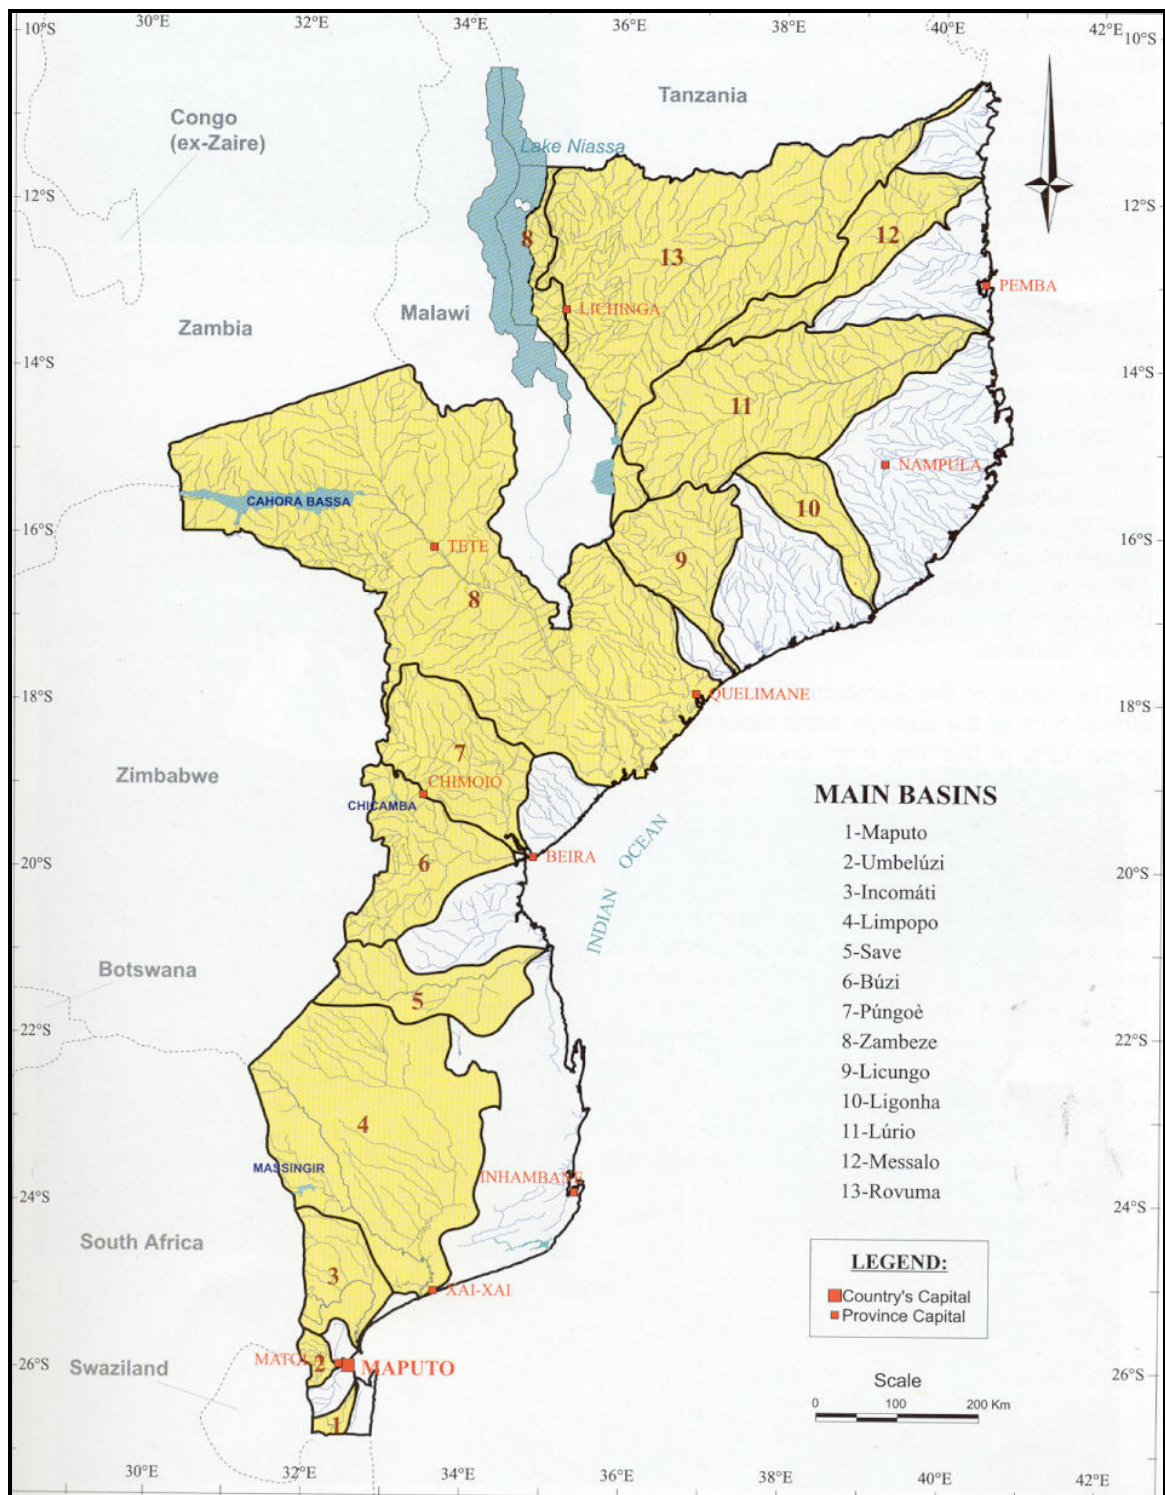 30°E 32°E 34°E 36°E 38°E 40°E 42°E
10°S 10°S
Tanzania
Congo
(ex-Zaire)
Lake Niassa
12°S 12°S
8 13 12
PEMBA
LICHINGA
Malawi
Zambia
14°S 14°S
11
NAMPULA
CAHORA BASSA
10
16°S 16°S
TETE
9
8
QUELIMANE
18°S 18°S
7
Zimbabwe
CHIMOIO
CHICAMBA
BEIRA
6
20°S 20°S
INDIAN OCEAN
MAIN BASINS
1-Maputo
2-Umbelúzi
3-Incomáti
4-Limpopo
5-Save
6-Búzi
7-Púngoè
8-Zambeze
9-Licungo
10-Ligonha
11-Lúrio
12-Messalo
13-Rovuma
Botswana
5
22°S 22°S
4
MASSINGIR
INHAMBANE
24°S 24°S
South Africa
3
XAI-XAI
LEGEND:
Country's Capital
Province Capital
26°S 26°S
Swaziland
2
MAPUTO
1
Scale
0 100 200 Km
30°E 32°E 34°E 36°E 38°E 40°E 42°E